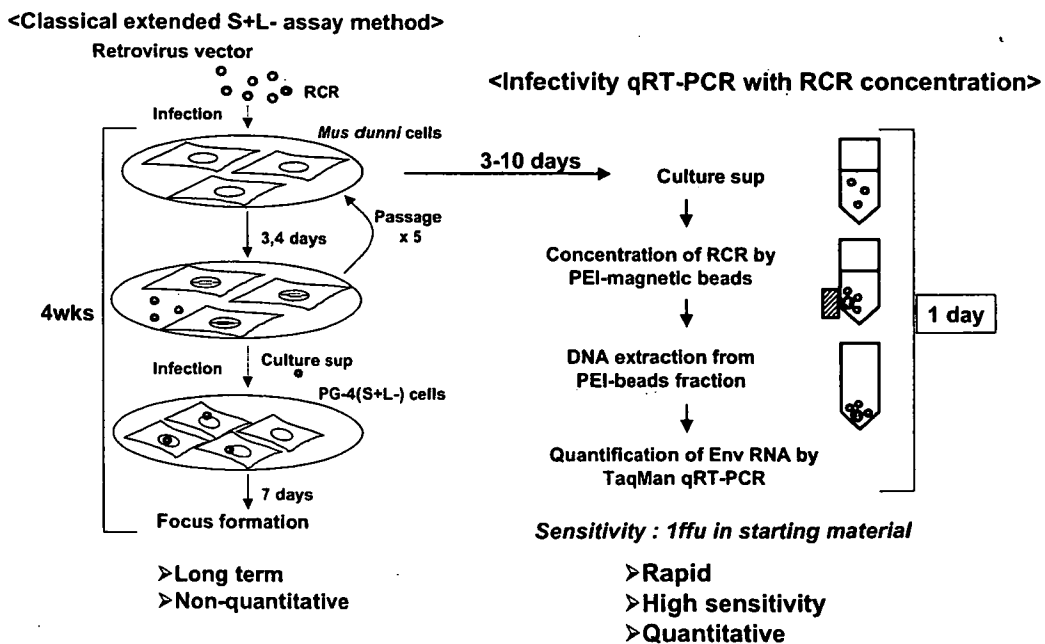 <Classical extended S+L- assay method>
Retrovirus vector
RCR
Infection
Mus dunni cells
Passage
x 5
3,4 days
4wks
Infection
Culture sup
PG-4(S+L-) cells
7 days
Focus formation
➢Long term
➢Non-quantitative
<Infectivity qRT-PCR with RCR concentration>
3-10 days
Culture sup
Concentration of RCR by
PEI-magnetic beads
DNA extraction from
PEI-beads fraction
Quantification of Env RNA by
TaqMan qRT-PCR
1 day
Sensitivity : 1ffu in starting material
➢Rapid
➢High sensitivity
➢Quantitative